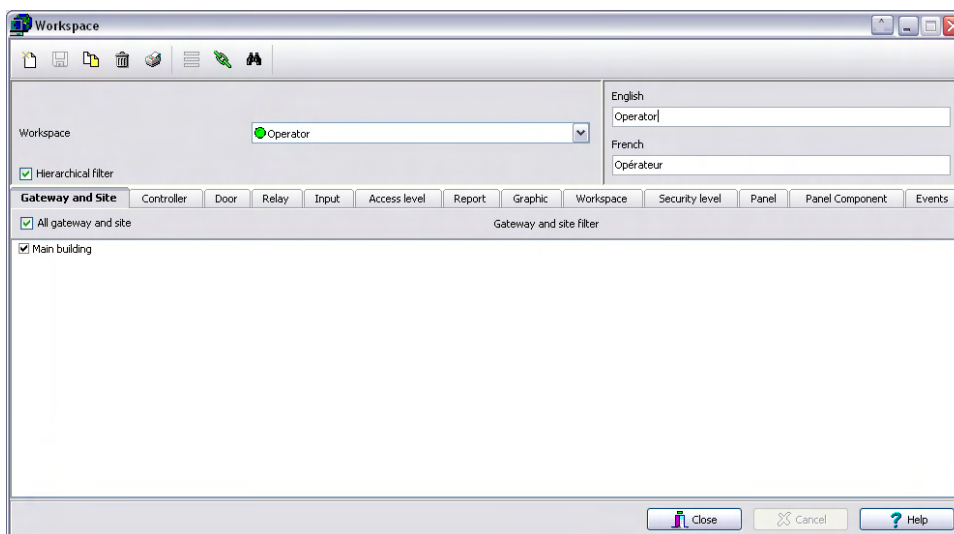 Workspace
English
Operator
Workspace
Operator
French
Opérateur
Hierarchical filter
Gateway and Site Controller Door Relay Input Access level Report Graphic Workspace Security level Panel Panel Component Events
All gateway and site Gateway and site filter
Main building
Close Cancel Help